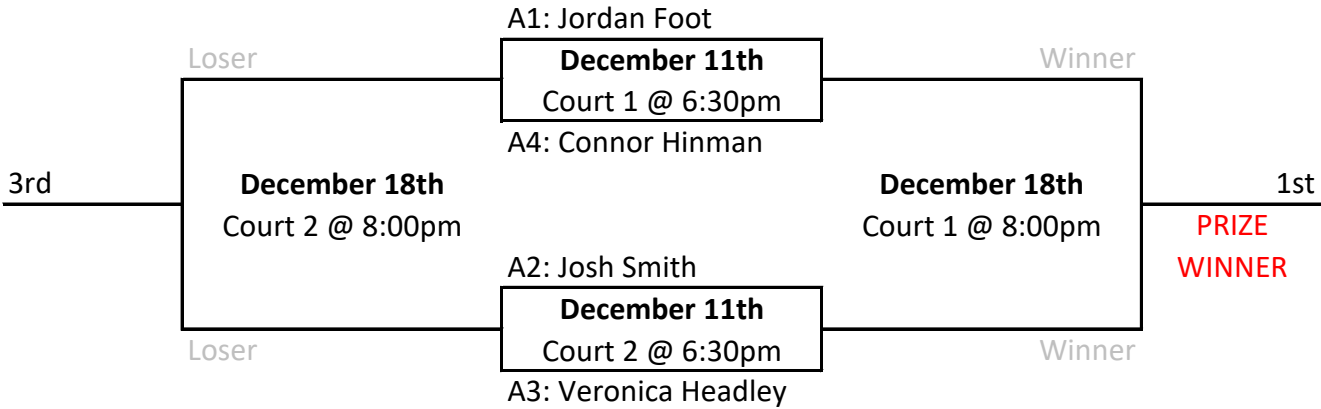 A1: Jordan Foot
Loser
December 11th
Winner
Court 1 @ 6:30pm
A4: Connor Hinman
3rd
December 18th
December 18th
1st
Court 2 @ 8:00pm
Court 1 @ 8:00pm
PRIZE
A2: Josh Smith
WINNER
December 11th
Loser
Court 2 @ 6:30pm
Winner
A3: Veronica Headley